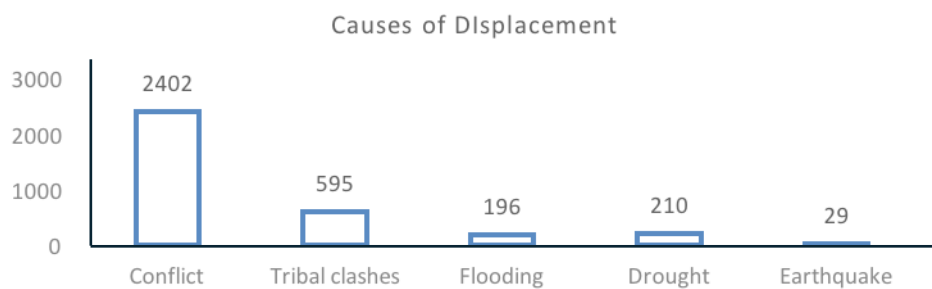 Causes of DIsplacement
3000
2000
1000
0
2402
595
196
210
29
Conflict
Tribal clashes
Flooding
Drought
Earthquake